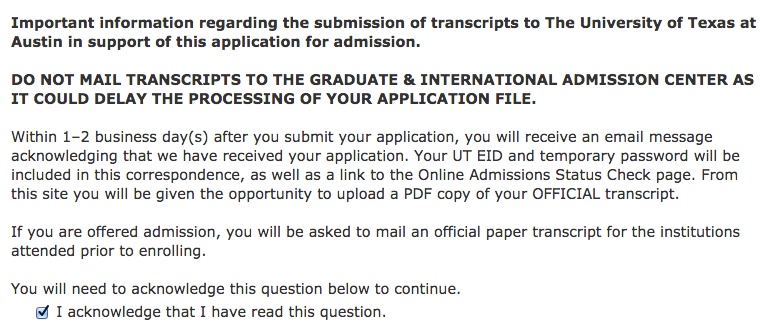 Important information regarding the submission of transcripts to The University of Texas at
Austin in support of this application for admission.
DO NOT MAIL TRANSCRIPTS TO THE GRADUATE & INTERNATIONAL ADMISSION CENTER AS
IT COULD DELAY THE PROCESSING OF YOUR APPLICATION FILE.
Within 1–2 business day(s) after you submit your application, you will receive an email message
acknowledging that we have received your application. Your UT EID and temporary password will be
included in this correspondence, as well as a link to the Online Admissions Status Check page. From
this site you will be given the opportunity to upload a PDF copy of your OFFICIAL transcript.
If you are offered admission, you will be asked to mail an official paper transcript for the institutions
attended prior to enrolling.
You will need to acknowledge this question below to continue.
I acknowledge that I have read this question.